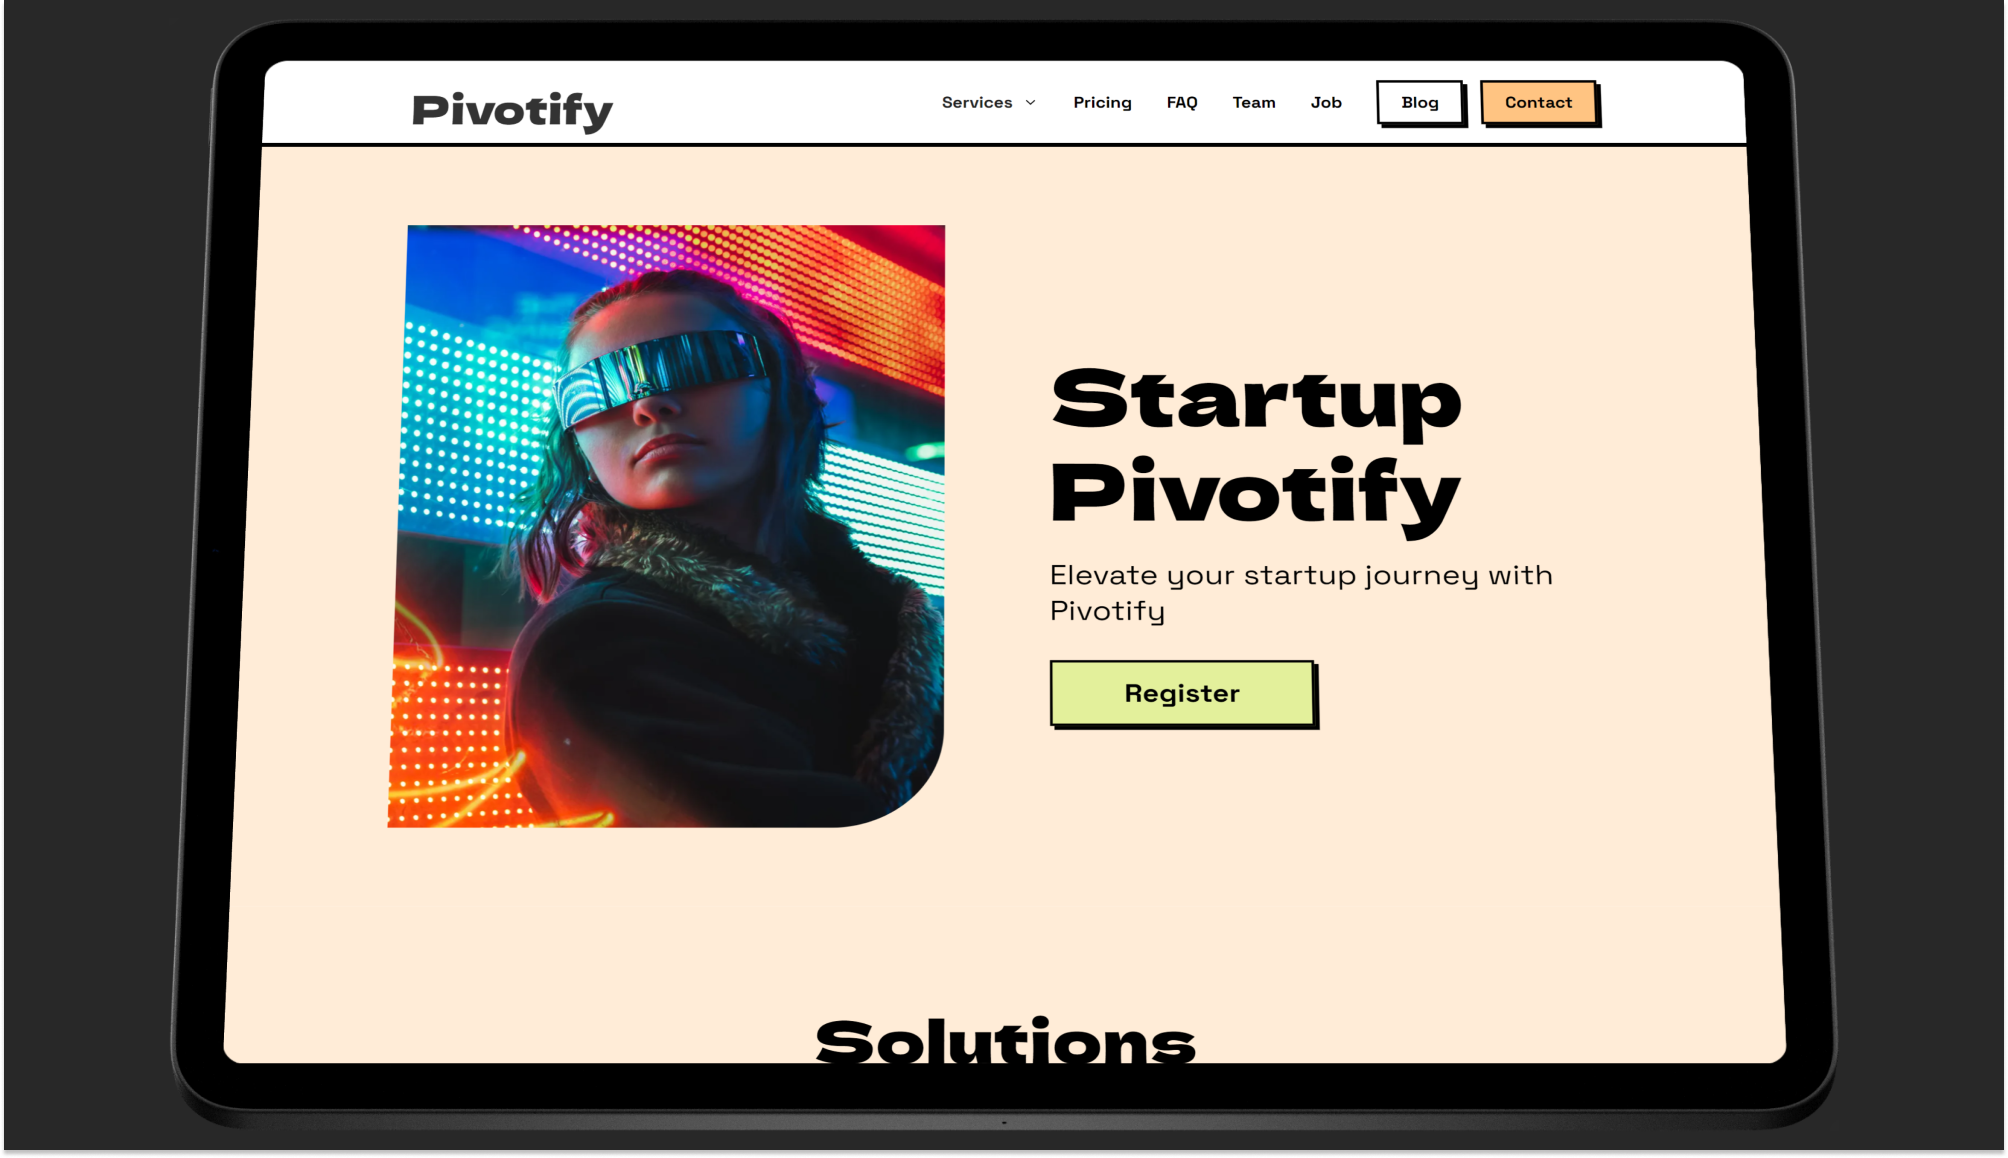 Pivotify
Services Pricing FAQ Team Job Blog Contact
Startup
Pivotify
Elevate your startup journey with
Pivotify
Register
Solutions